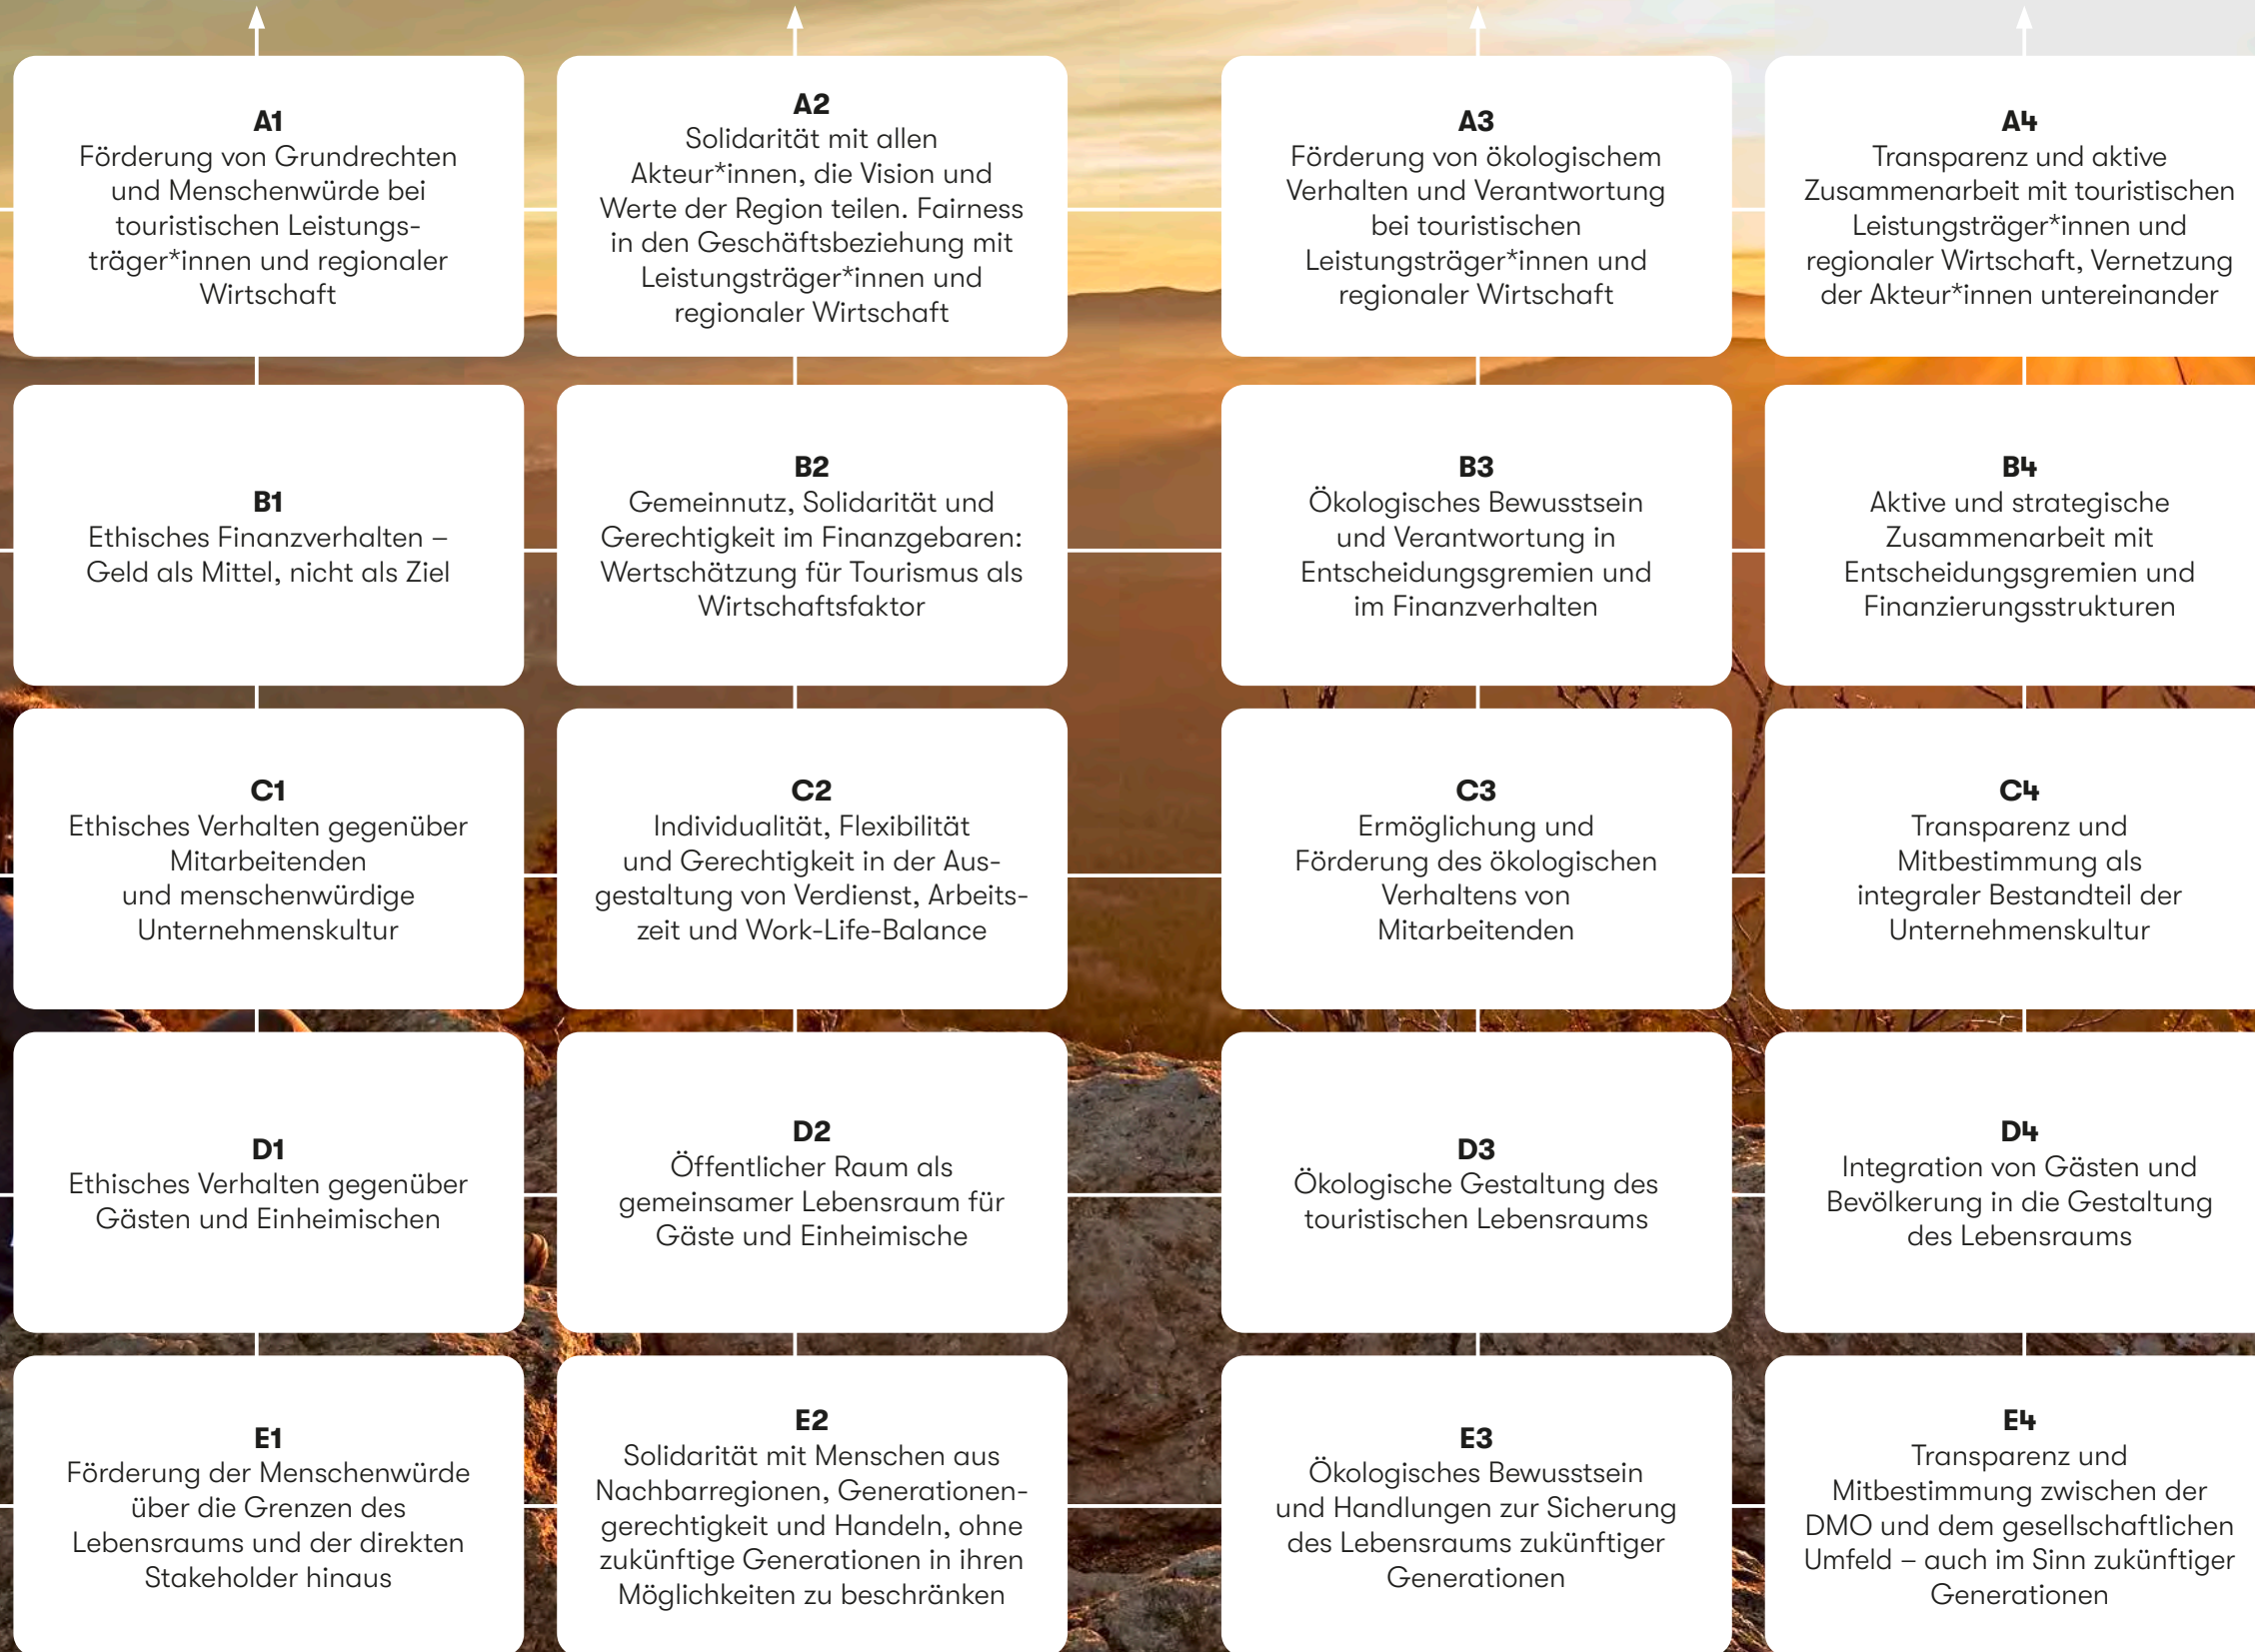 A1
Förderung von Grundrechten
und Menschenwürde bei
touristischen Leistungs-
träger*innen und regionaler
Wirtschaft
A2
Solidarität mit allen
Akteur*innen, die Vision und
Werte der Region teilen. Fairness
in den Geschäftsbeziehung mit
Leistungsträger*innen und
regionaler Wirtschaft
A3
Förderung von ökologischem
Verhalten und Verantwortung
bei touristischen
Leistungsträger*innen und
regionaler Wirtschaft
A4
Transparenz und aktive
Zusammenarbeit mit touristischen
Leistungsträger*innen und
regionaler Wirtschaft, Vernetzung
der Akteur*innen untereinander
B1
Ethisches Finanzverhalten –
Geld als Mittel, nicht als Ziel
B2
Gemeinnutz, Solidarität und
Gerechtigkeit im Finanzgebaren:
Wertschätzung für Tourismus als
Wirtschaftsfaktor
B3
Ökologisches Bewusstsein
und Verantwortung in
Entscheidungsgremien und
im Finanzverhalten
B4
Aktive und strategische
Zusammenarbeit mit
Entscheidungsgremien und
Finanzierungsstrukturen
C1
Ethisches Verhalten gegenüber
Mitarbeitenden
und menschenwürdige
Unternehmenskultur
C2
Individualität, Flexibilität
und Gerechtigkeit in der Aus-
gestaltung von Verdienst, Arbeits-
zeit und Work-Life-Balance
C3
Ermöglichung und
Förderung des ökologischen
Verhaltens von
Mitarbeitenden
C4
Transparenz und
Mitbestimmung als
integraler Bestandteil der
Unternehmenskultur
D1
Ethisches Verhalten gegenüber
Gästen und Einheimischen
D2
Öffentlicher Raum als
gemeinsamer Lebensraum für
Gäste und Einheimische
D3
Ökologische Gestaltung des
touristischen Lebensraums
D4
Integration von Gästen und
Bevölkerung in die Gestaltung
des Lebensraums
E1
Förderung der Menschenwürde
über die Grenzen des
Lebensraums und der direkten
Stakeholder hinaus
E2
Solidarität mit Menschen aus
Nachbarregionen, Generationen-
gerechtigkeit und Handeln, ohne
zukünftige Generationen in ihren
Möglichkeiten zu beschränken
E3
Ökologisches Bewusstsein
und Handlungen zur Sicherung
des Lebensraums zukünftiger
Generationen
E4
Transparenz und
Mitbestimmung zwischen der
DMO und dem gesellschaftlichen
Umfeld – auch im Sinn zukünftiger
Generationen